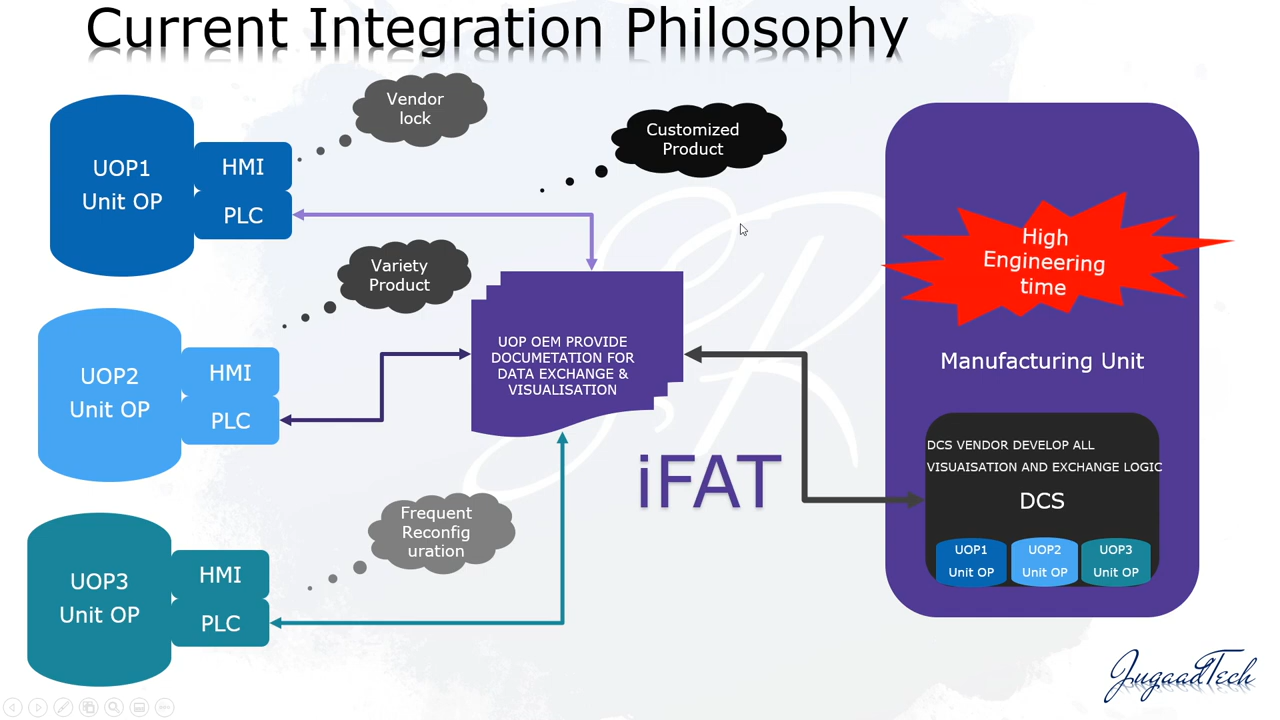 Current Integration Philosophy
Vendor
lock
Customized
Product
UOP1
Unit OP
HMI
PLC
Variety
Product
UOP2
Unit OP
HMI
PLC
UOP OEM PROVIDE
DOCUMETATION FOR
DATA EXCHANGE &
VISUALISATION
iFAT
Frequent
Reconfig
uration
UOP3
Unit OP
HMI
PLC
High
Engineering
time
Manufacturing Unit
DCS VENDOR DEVELOP ALL
VISUAISATION AND EXCHANGE LOGIC
DCS
UOP1
Unit OP
UOP2
Unit OP
UOP3
Unit OP
JugaadTech